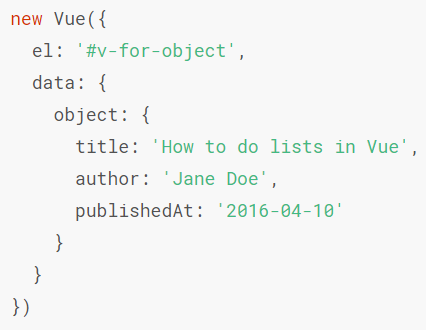 new Vue({
  el: '#v-for-object',
  data: {
    object: {
      title: 'How to do lists in Vue',
      author: 'Jane Doe',
      publishedAt: '2016-04-10'
    }
  }
})